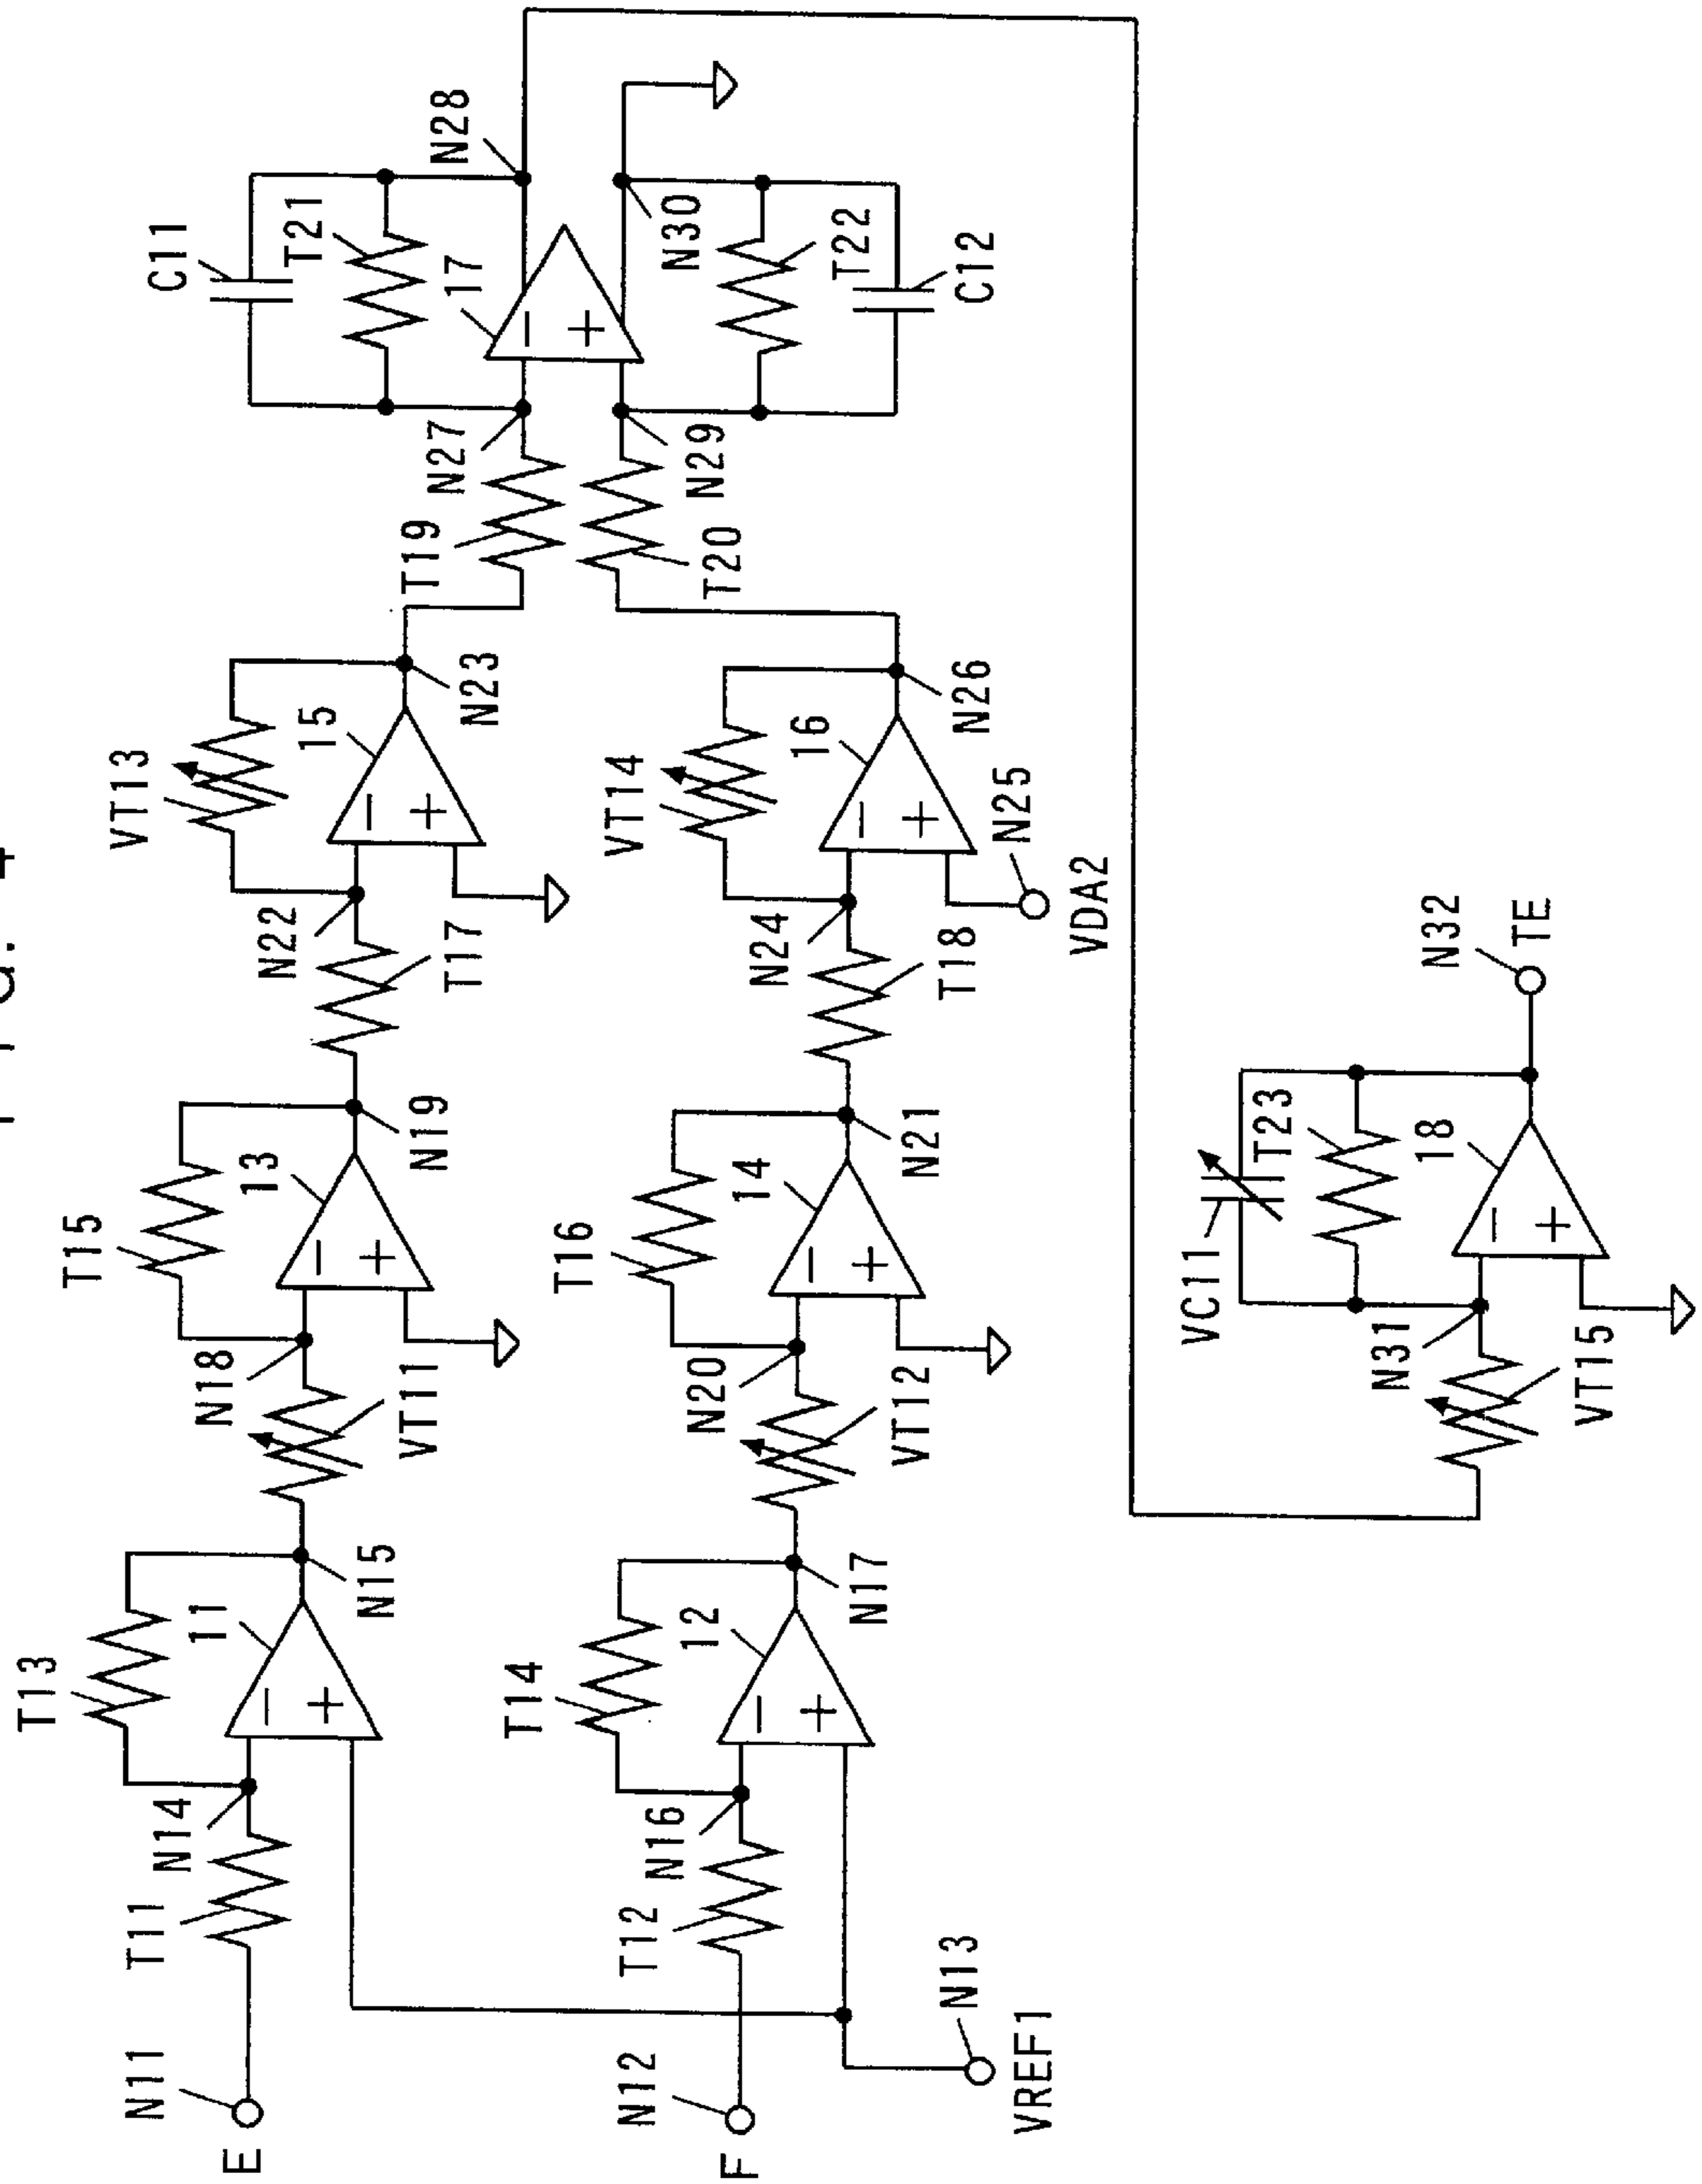 FIG. 4
T13
T15
VT13
C11
E
N11
T11
N14
11
N15
N18
VT11
13
N19
N22
T17
15
N23
T19
N27
17
T21
N28
T14
T16
VT14
F
N12
T12
N16
12
N17
N20
VT12
14
N21
N24
T18
16
N26
T20
N29
N30
T22
C12
N13
VREF1
N25
VDA2
VC11
T23
N31
VT15
18
N32
TE